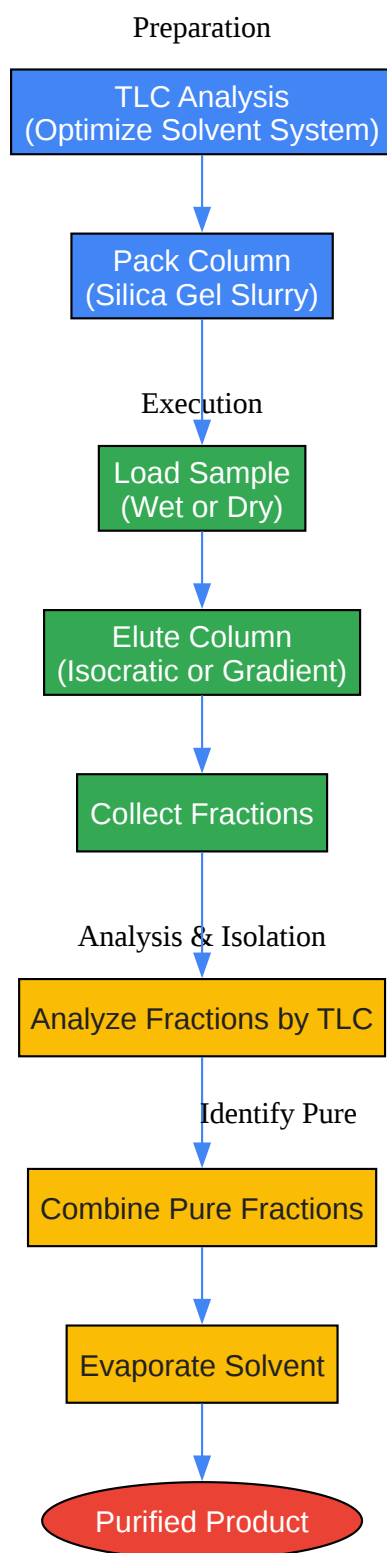 Preparation
TLC Analysis
(Optimize Solvent System)
Pack Column
(Silica Gel Slurry)
Execution
Load Sample
(Wet or Dry)
Elute Column
(Isocratic or Gradient)
Collect Fractions
Analysis & Isolation
Analyze Fractions by TLC
Identify Pure
Combine Pure Fractions
Evaporate Solvent
Purified Product